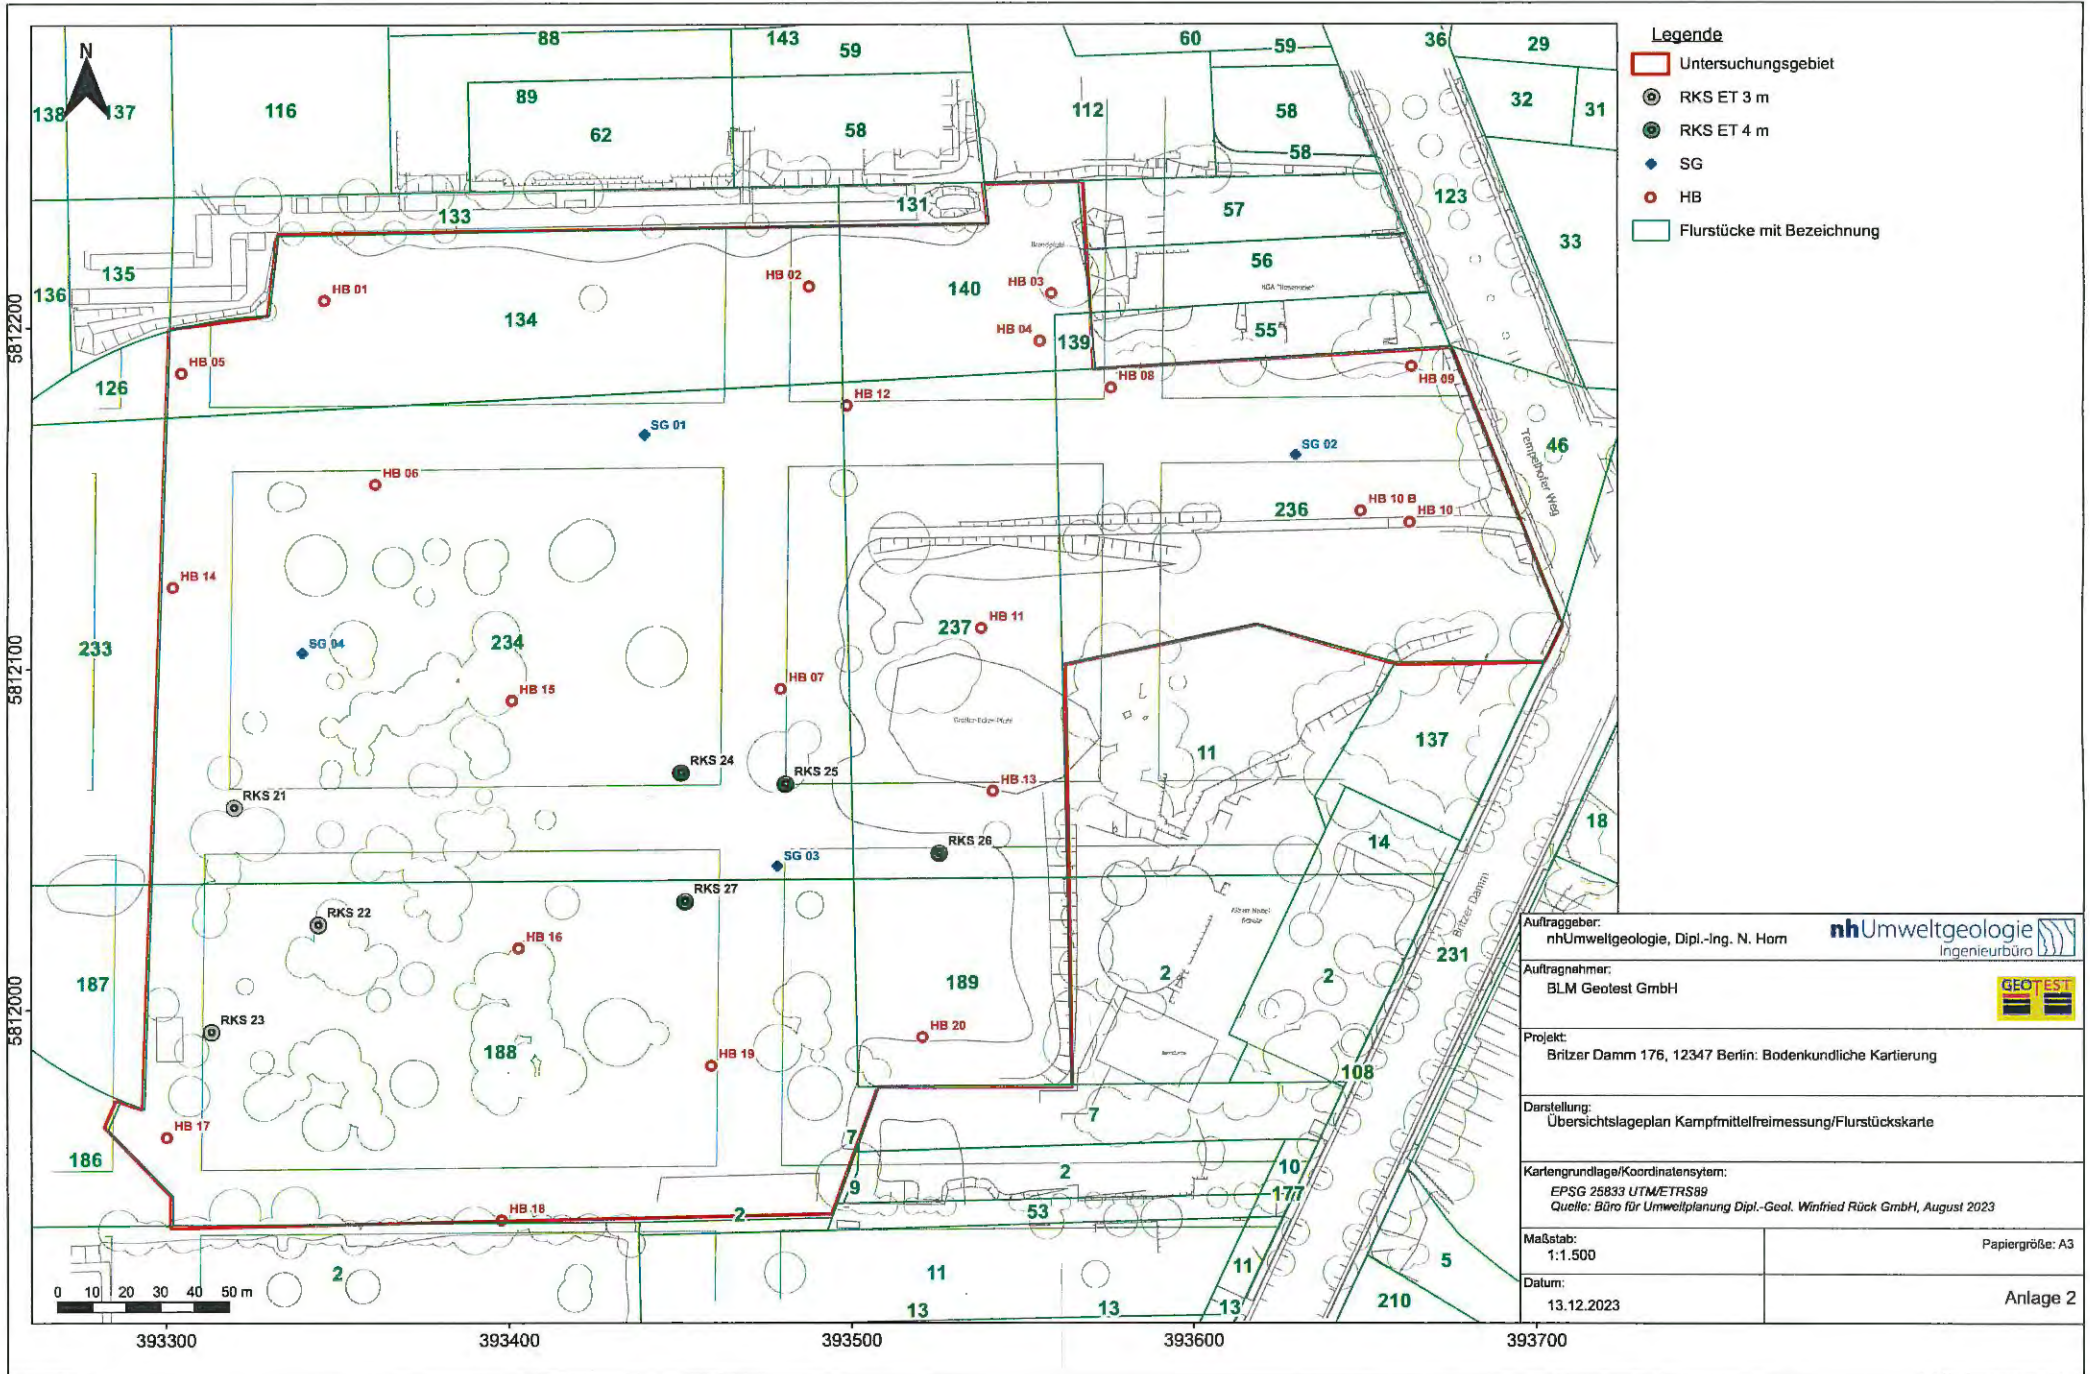 N
138
137
116
88
143
59
60
59
36
29
89
62
58
112
58
32
31
58
123
133
131
57
33
135
136
56
KGA "Rosenrose"
HB 01
HB 02
140
HB 03
134
HB 04
139
55
HB 05
126
HB 08
HB 09
HB 12
SG 01
SG 02
46
Tempelhofer Weg
HB 06
236
HB 10 B
HB 10
HB 14
HB 11
237
233
SG 04
234
HB 07
HB 15
Großer-Eckern-Pfuhl
11
137
RKS 24
RKS 25
HB 13
RKS 21
18
14
RKS 26
SG 03
RKS 27
RKS 22
Britzer Damm
HB 16
231
187
189
2
2
RKS 23
HB 20
188
HB 19
108
7
HB 17
7
186
2
10
9
177
HB 18
2
53
2
11
11
5
13
13
13
210
0 10 20 30 40 50 m
5812200
5812100
5812000
393300
393400
393500
393600
393700
Legende
Untersuchungsgebiet
RKS ET 3 m
RKS ET 4 m
SG
HB
Flurstücke mit Bezeichnung
Auftraggeber:
nhUmweltgeologie, Dipl.-Ing. N. Horn
nhUmweltgeologie
Ingenieurbüro
Auftragnehmer:
BLM Geotest GmbH
GEOTEST
Projekt:
Britzer Damm 176, 12347 Berlin: Bodenkundliche Kartierung
Darstellung:
Übersichtslageplan Kampfmittelfreimessung/Flurstückskarte
Kartengrundlage/Koordinatensytem:
EPSG 25833 UTM/ETRS89
Quelle: Büro für Umweltplanung Dipl.-Geol. Winfried Rück GmbH, August 2023
Maßstab:
1:1.500
Papiergröße: A3
Datum:
13.12.2023
Anlage 2